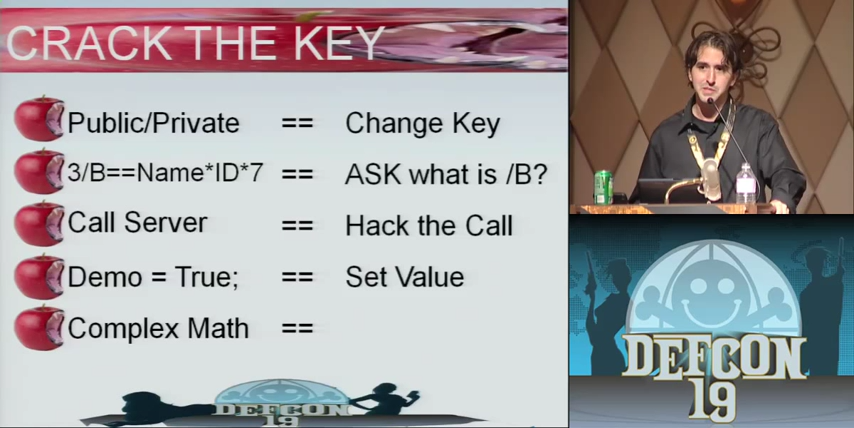 CRACK THE KEY
Public/Private == Change Key
3/B==Name*ID*7 == ASK what is /B?
Call Server == Hack the Call
Demo = True; == Set Value
Complex Math ==
DEFCON
19
DEFCON
19